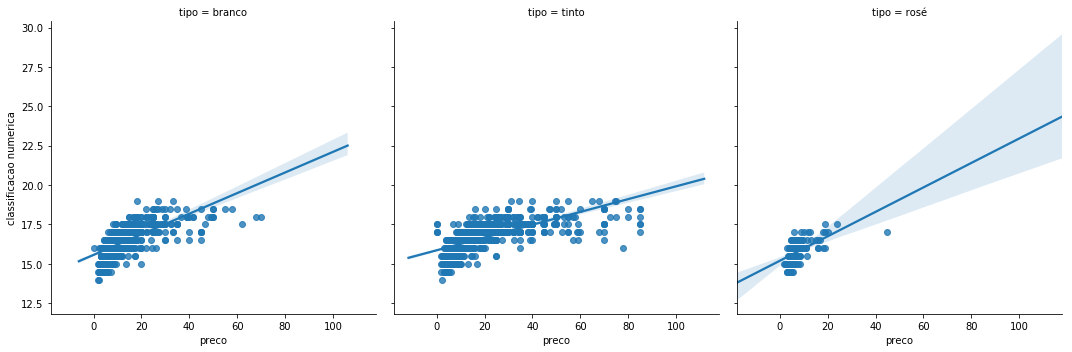 tipo = branco
tipo = tinto
tipo = rosé
classificacao numerica
30.0
27.5
25.0
22.5
20.0
17.5
15.0
12.5
0 20 40 60 80 100
0 20 40 60 80 100
0 20 40 60 80 100
preco
preco
preco